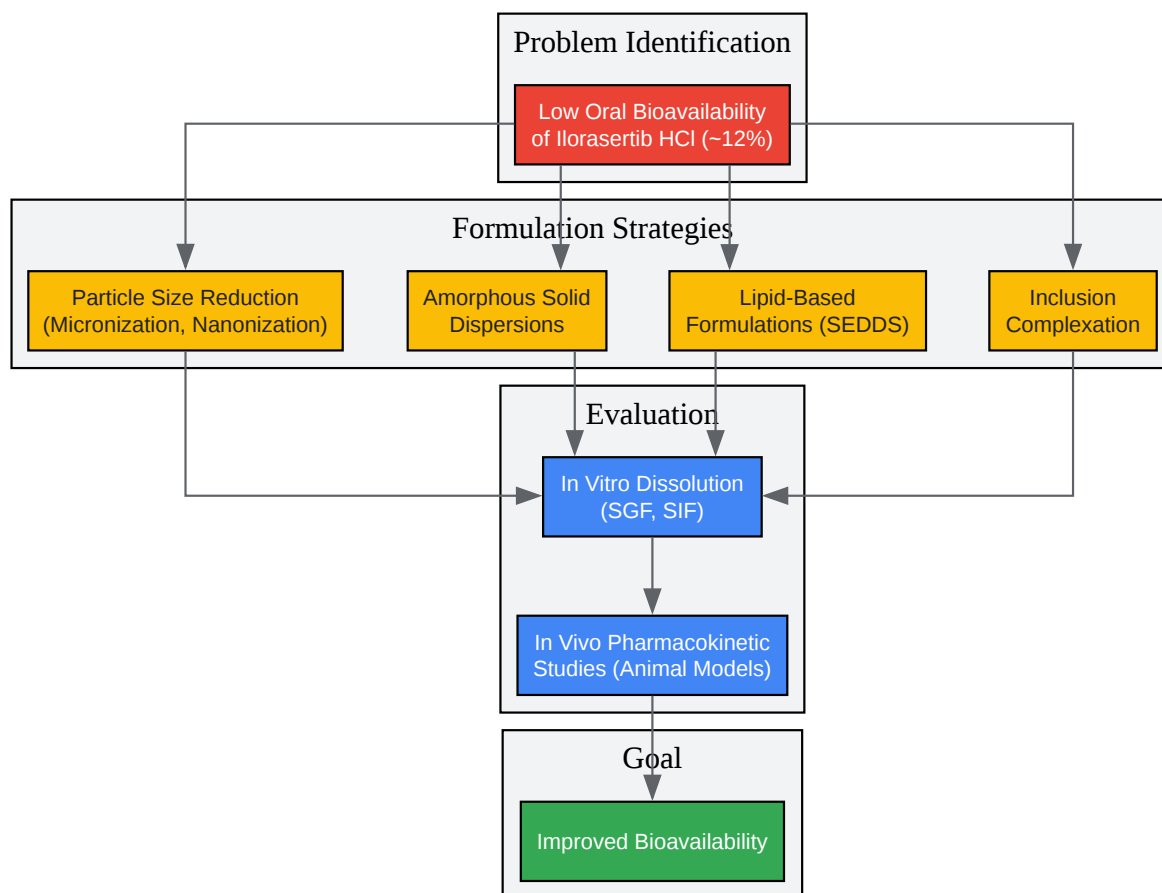 Problem Identification
Low Oral Bioavailability
of Ilorasertib HCl (~12%)
Formulation Strategies
Particle Size Reduction
(Micronization, Nanonization)
Amorphous Solid
Dispersions
Lipid-Based
Formulations (SEDDS)
Inclusion
Complexation
Evaluation
In Vitro Dissolution
(SGF, SIF)
In Vivo Pharmacokinetic
Studies (Animal Models)
Goal
Improved Bioavailability